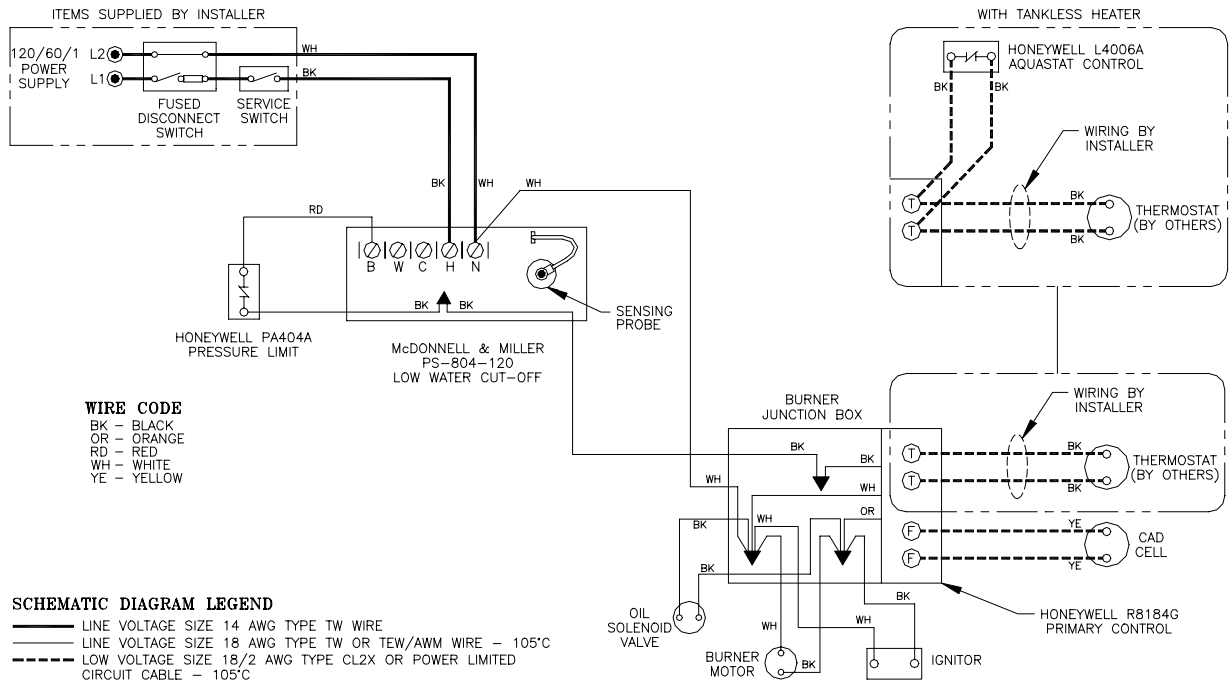 ITEMS SUPPLIED BY INSTALLER
120/60/1
POWER
SUPPLY
L2
L1
WH
BK
FUSED
DISCONNECT
SWITCH
SERVICE
SWITCH
WITH TANKLESS HEATER
HONEYWELL L4006A
AQUASTAT CONTROL
BK
BK
WIRING BY
INSTALLER
T
T
BK
BK
THERMOSTAT
(BY OTHERS)
BK
WH
WH
RD
B
W
C
H
N
BK
BK
SENSING
PROBE
HONEYWELL PA404A
PRESSURE LIMIT
McDONNELL & MILLER
PS-804-120
LOW WATER CUT-OFF
WIRE CODE
BK - BLACK
OR - ORANGE
RD - RED
WH - WHITE
YE - YELLOW
BURNER
JUNCTION BOX
WIRING BY
INSTALLER
BK
BK
WH
WH
OR
T
T
BK
BK
THERMOSTAT
(BY OTHERS)
BK
WH
F
F
YE
YE
CAD
CELL
BK
BK
OIL
SOLENOID
VALVE
WH
WH
BK
BURNER
MOTOR
IGNITOR
HONEYWELL R8184G
PRIMARY CONTROL
SCHEMATIC DIAGRAM LEGEND
LINE VOLTAGE SIZE 14 AWG TYPE TW WIRE
LINE VOLTAGE SIZE 18 AWG TYPE TW OR TEW/AWM WIRE - 105°C
LOW VOLTAGE SIZE 18/2 AWG TYPE CL2X OR POWER LIMITED
CIRCUIT CABLE - 105°C